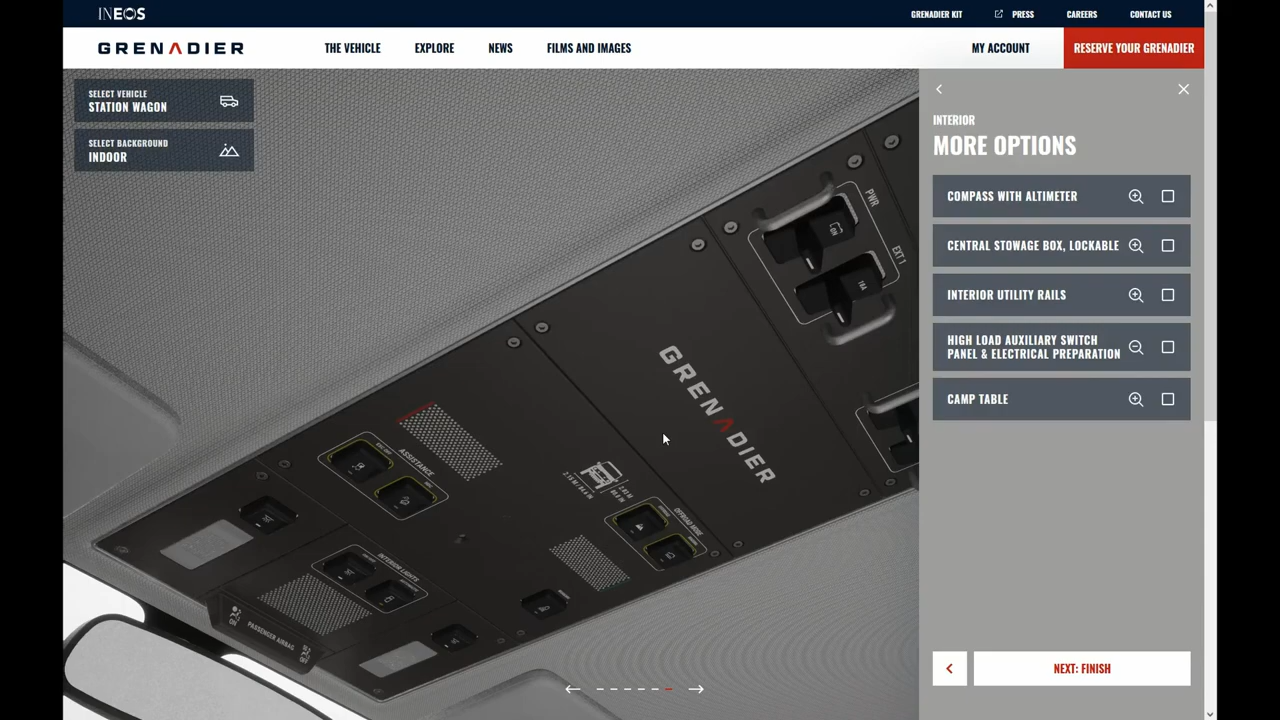 INEOS
GRENADIER KIT
PRESS
CAREERS
CONTACT US
GRENADIER
THE VEHICLE
EXPLORE
NEWS
FILMS AND IMAGES
MY ACCOUNT
RESERVE YOUR GRENADIER
SELECT VEHICLE
STATION WAGON
SELECT BACKGROUND
INDOOR
INTERIOR
MORE OPTIONS
COMPASS WITH ALTIMETER
CENTRAL STOWAGE BOX, LOCKABLE
INTERIOR UTILITY RAILS
HIGH LOAD AUXILIARY SWITCH
PANEL & ELECTRICAL PREPARATION
CAMP TABLE
NEXT: FINISH
PWR
ON
EXT 1
GRENADIER
ASSISTANCE
OFFROAD MODE
INTERIOR LIGHTS
PASSENGER AIRBAG
ON
OFF